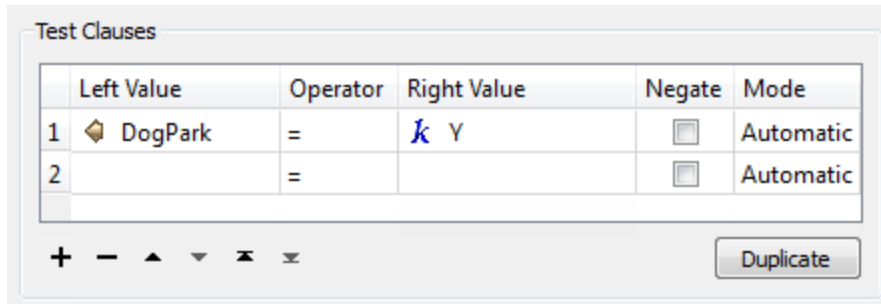 Test Clauses
Left Value Operator Right Value Negate Mode
1 DogPark = k Y Automatic
2 = Automatic
Duplicate